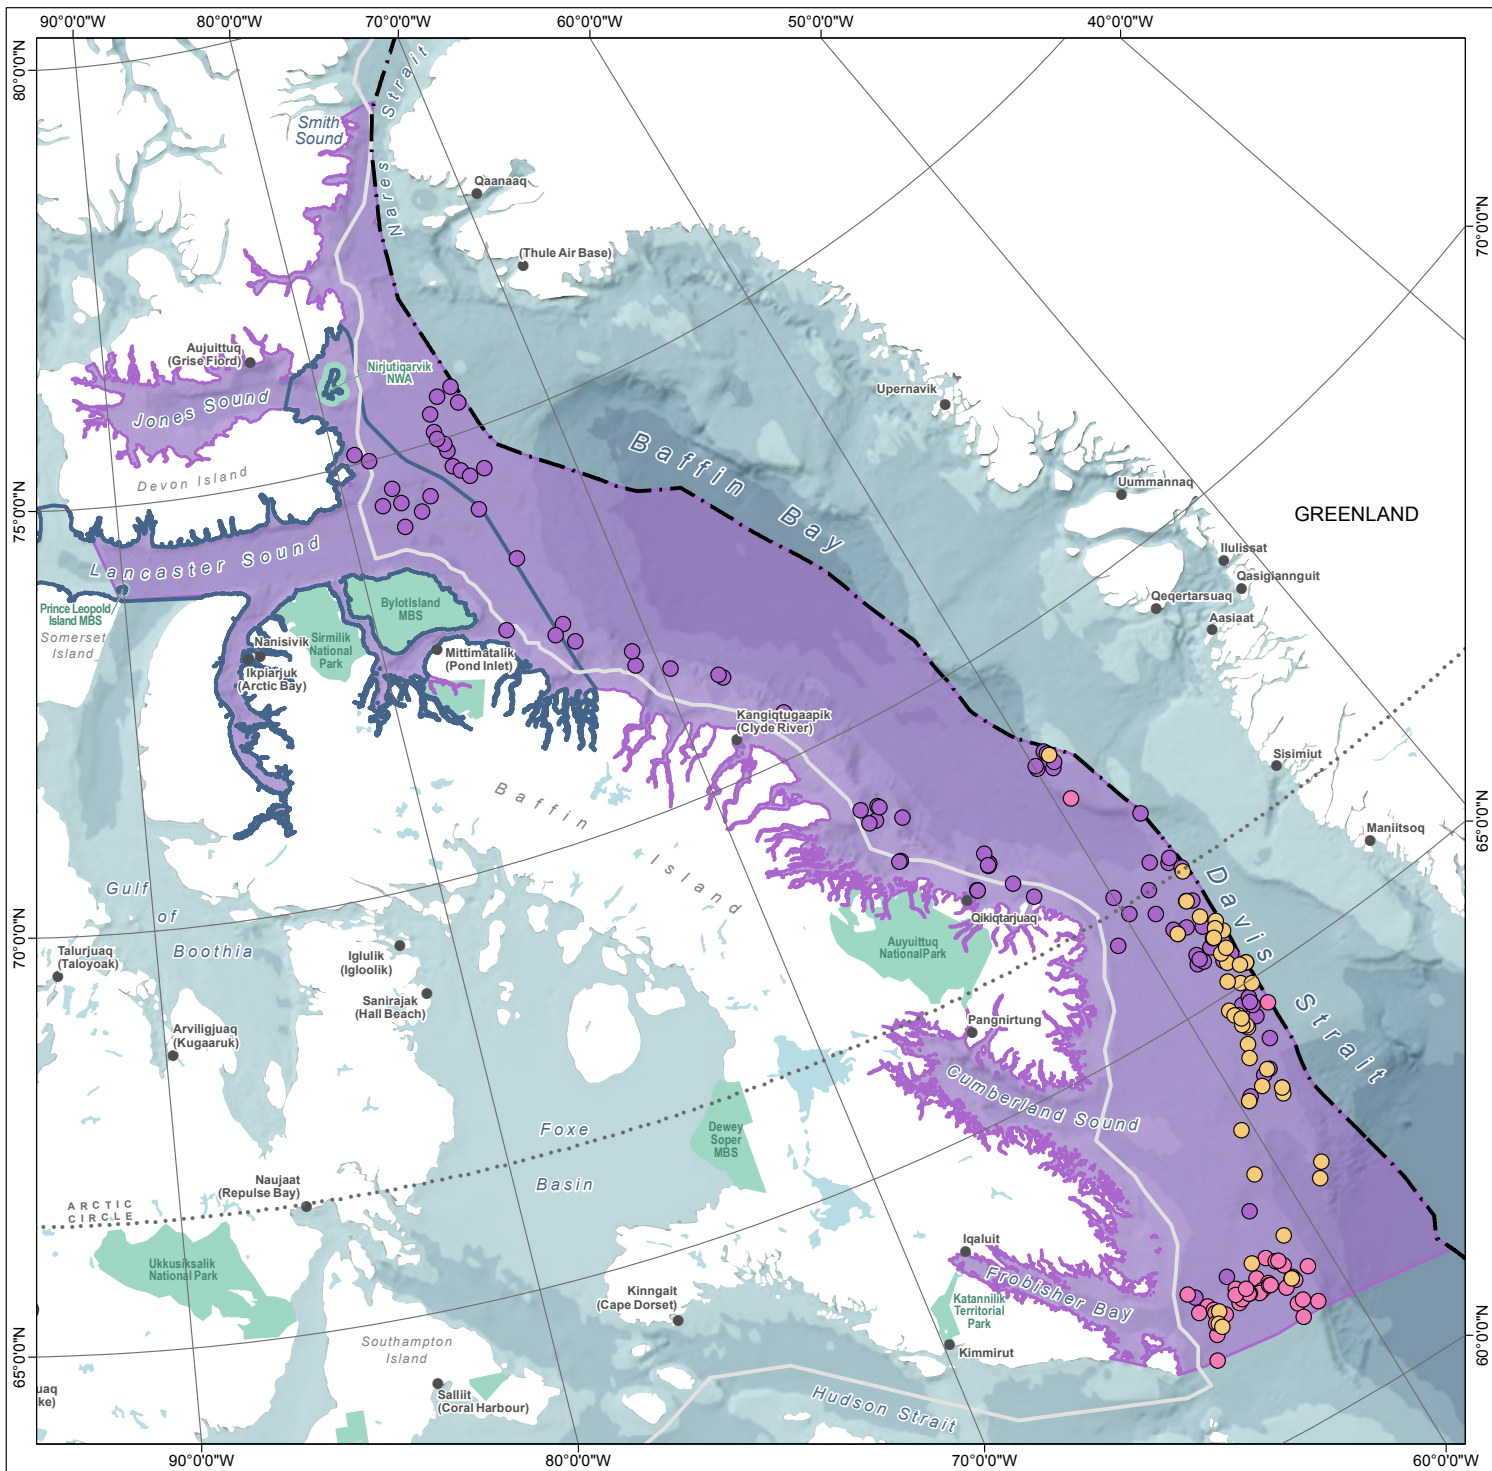 90°0'0"W
80°0'0"W
70°0'0"W
60°0'0"W
50°0'0"W
40°0'0"W
80°0'0"N
75°0'0"N
70°0'0"N
65°0'0"N
70°0'0"N
65°0'0"N
60°0'0"N
Nares Strait
Smith
Sound
Qaanaaq
(Thule Air Base)
Aujuittuq
(Grise Fiord)
Nirjutiqarvik
NWA
Jones Sound
Devon Island
Upernavik
Baffin Bay
Uummannaq
GREENLAND
Lancaster Sound
Ilulissat
Qasigiannguit
Qeqertarsuaq
Aasiaat
Prince Leopold
Island MBS
Somerset
Island
BylotIsland
MBS
Sirmilik
National
Park
Nanisivik
Ikpiarjuk
(Arctic Bay)
Mittimatalik
(Pond Inlet)
Kangiqtugaapik
(Clyde River)
Sisimiut
Maniitsoq
Baffin Island
Davis Strait
Gulf
of
Boothia
Talurjuaq
(Taloyoak)
Iglulik
(Igloolik)
Sanirajak
(Hall Beach)
Arviligjuaq
(Kugaaruk)
Qikiqtarjuaq
Auyuittuq
NationalPark
Pangnirtung
Cumberland Sound
Foxe
Basin
Dewey
Soper
MBS
Naujaat
(Repulse Bay)
ARCTIC
CIRCLE
Ukkusiksalik
National Park
Iqaluit
Frobisher Bay
Kinngait
(Cape Dorset)
Katannilik
Territorial
Park
Kimmirut
Southampton
Island
Salliit
(Coral Harbour)
Hudson Strait
uaq
ke)
90°0'0"W
80°0'0"W
70°0'0"W
60°0'0"W